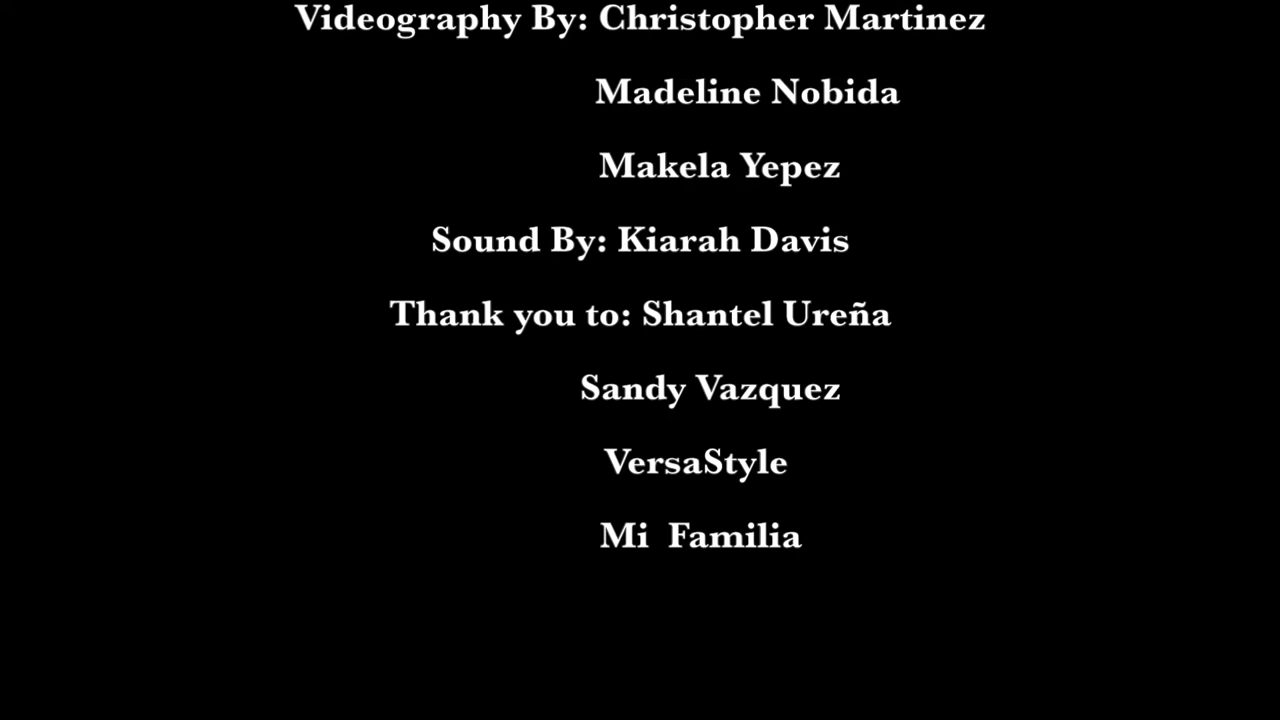 Videography By: Christopher Martinez
Madeline Nobida
Makela Yepez
Sound By: Kiarah Davis
Thank you to: Shantel Ureña
Sandy Vazquez
VersaStyle
Mi Familia